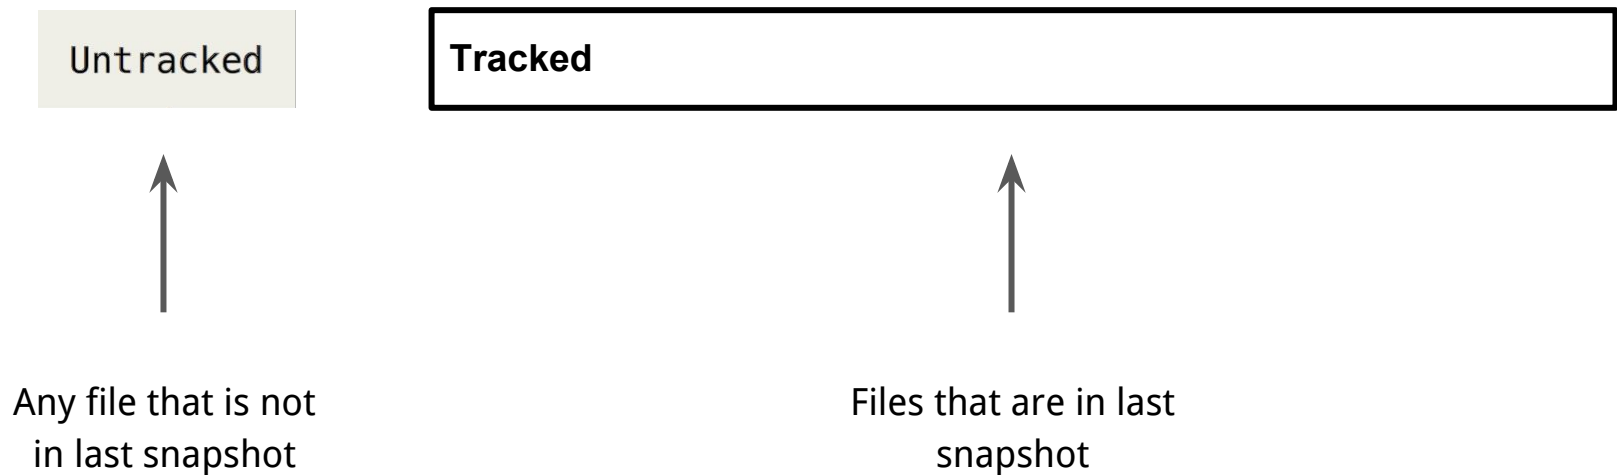 Untracked
Tracked
Any file that is not
in last snapshot
Files that are in last
snapshot